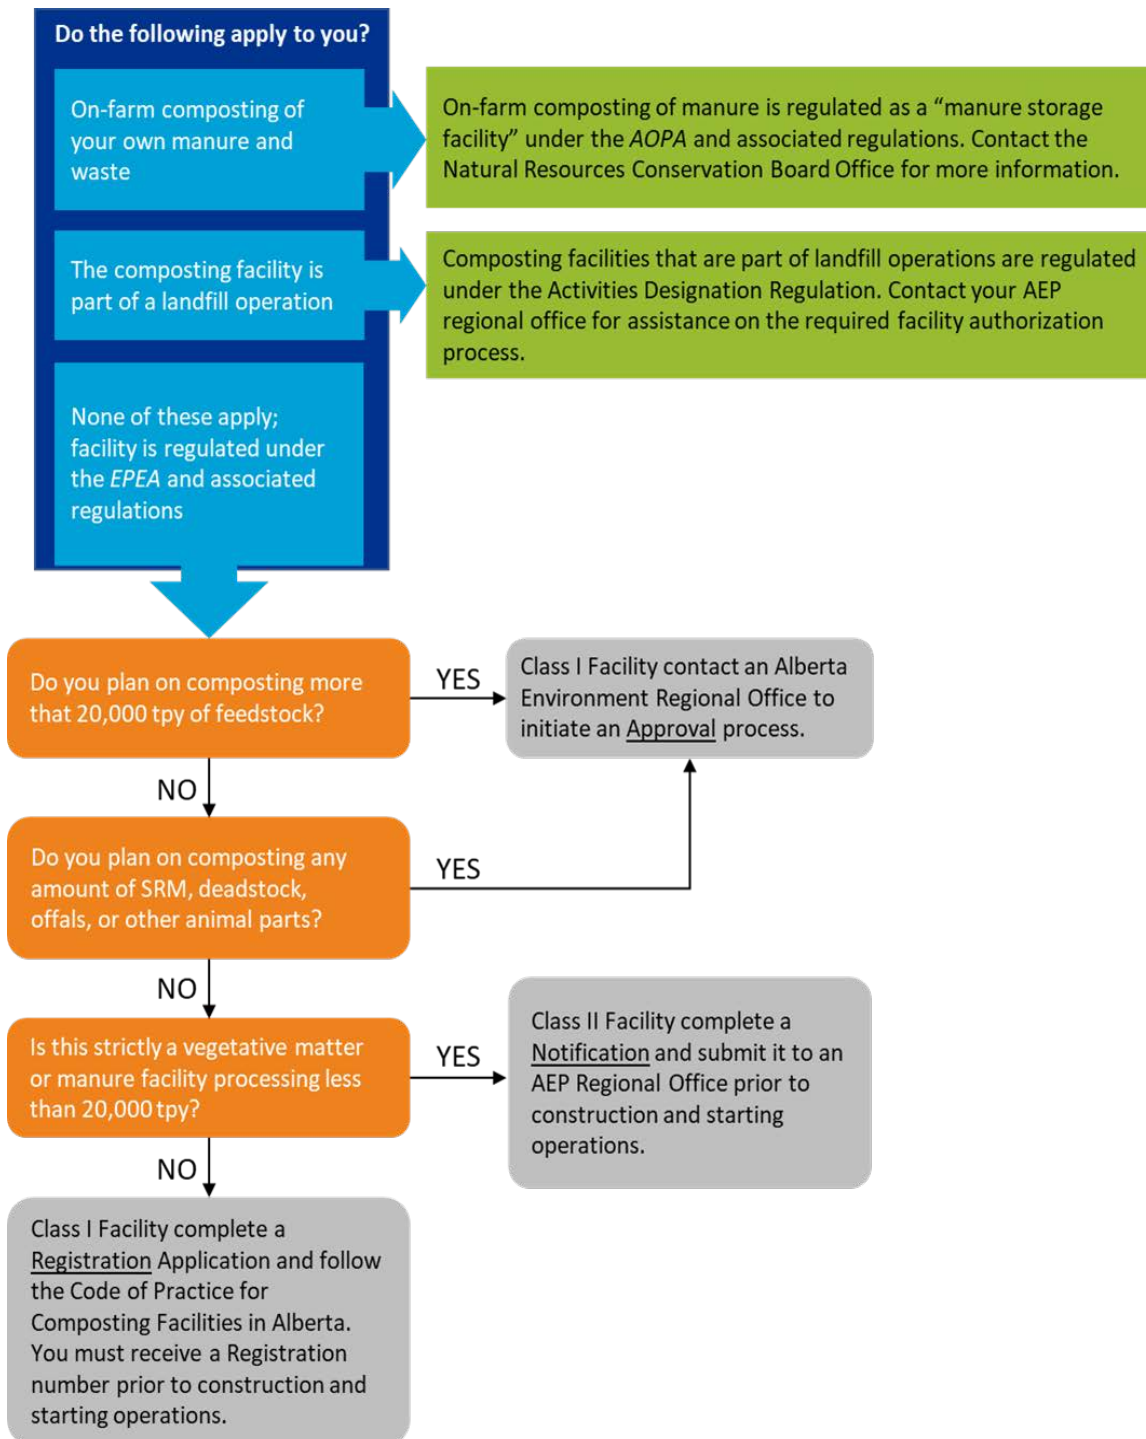 Do the following apply to you?
On-farm composting of
your own manure and
waste
On-farm composting of manure is regulated as a “manure storage
facility” under the AOPA and associated regulations. Contact the
Natural Resources Conservation Board Office for more information.
The composting facility is
part of a landfill operation
Composting facilities that are part of landfill operations are regulated
under the Activities Designation Regulation. Contact your AEP
regional office for assistance on the required facility authorization
process.
None of these apply;
facility is regulated under
the EPEA and associated
regulations
Do you plan on composting more
that 20,000 tpy of feedstock?
YES
Class I Facility contact an Alberta
Environment Regional Office to
initiate an Approval process.
NO
Do you plan on composting any
amount of SRM, deadstock,
offals, or other animal parts?
YES
NO
Is this strictly a vegetative matter
or manure facility processing less
than 20,000 tpy?
YES
Class II Facility complete a
Notification and submit it to an
AEP Regional Office prior to
construction and starting
operations.
NO
Class I Facility complete a
Registration Application and follow
the Code of Practice for
Composting Facilities in Alberta.
You must receive a Registration
number prior to construction and
starting operations.